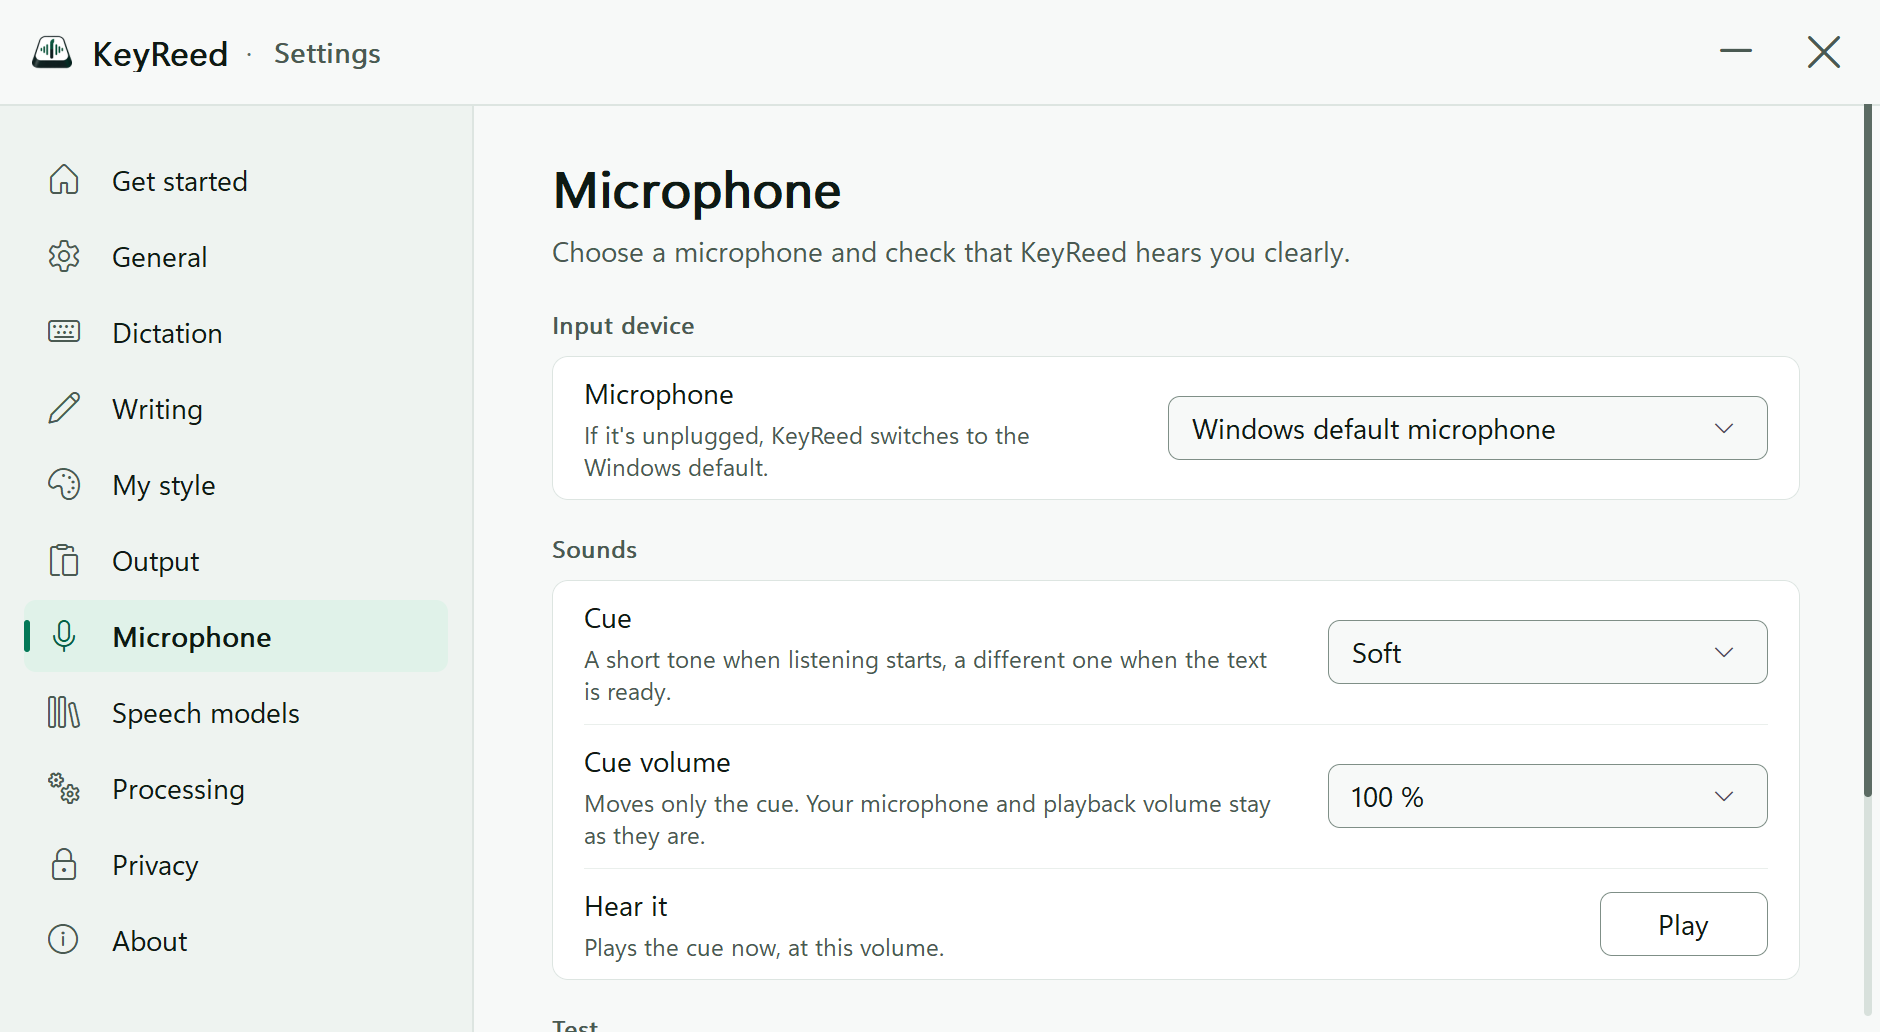 KeyReed · Settings
Get started
General
Dictation
Writing
My style
Output
Microphone
Speech models
Processing
Privacy
About
Microphone
Choose a microphone and check that KeyReed hears you clearly.
Input device
Microphone
If it's unplugged, KeyReed switches to the
Windows default.
Windows default microphone
Sounds
Cue
A short tone when listening starts, a different one when the text
is ready.
Soft
Cue volume
Moves only the cue. Your microphone and playback volume stay
as they are.
100 %
Hear it
Plays the cue now, at this volume.
Play
Test